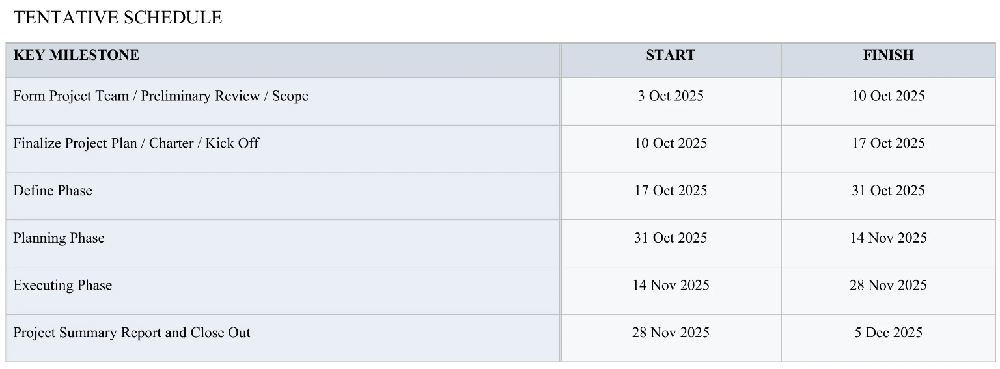 TENTATIVE SCHEDULE
KEY MILESTONE START FINISH
Form Project Team / Preliminary Review / Scope 3 Oct 2025 10 Oct 2025
Finalize Project Plan / Charter / Kick Off 10 Oct 2025 17 Oct 2025
Define Phase 17 Oct 2025 31 Oct 2025
Planning Phase 31 Oct 2025 14 Nov 2025
Executing Phase 14 Nov 2025 28 Nov 2025
Project Summary Report and Close Out 28 Nov 2025 5 Dec 2025